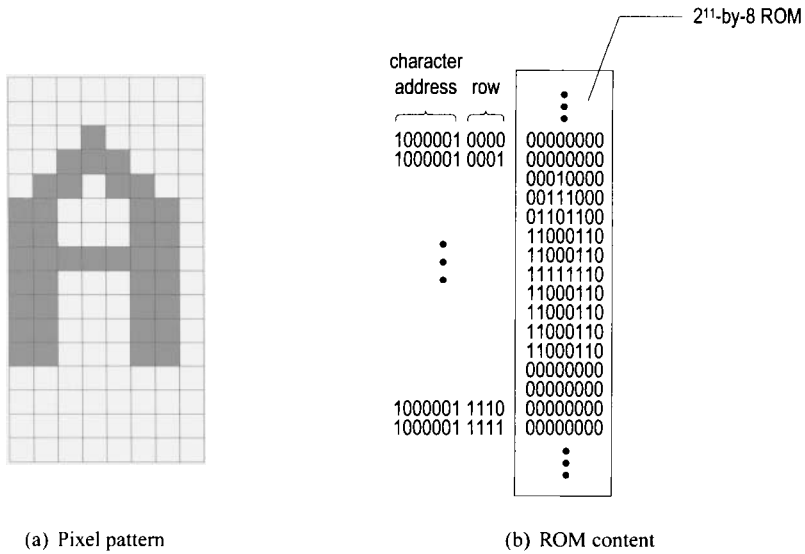 2¹¹-by-8 ROM
character
address row
1000001 0000 00000000
1000001 0001 00000000
00010000
00111000
01101100
11000110
11000110
11111110
11000110
11000110
11000110
11000110
00000000
00000000
1000001 1110 00000000
1000001 1111 00000000
(a) Pixel pattern
(b) ROM content